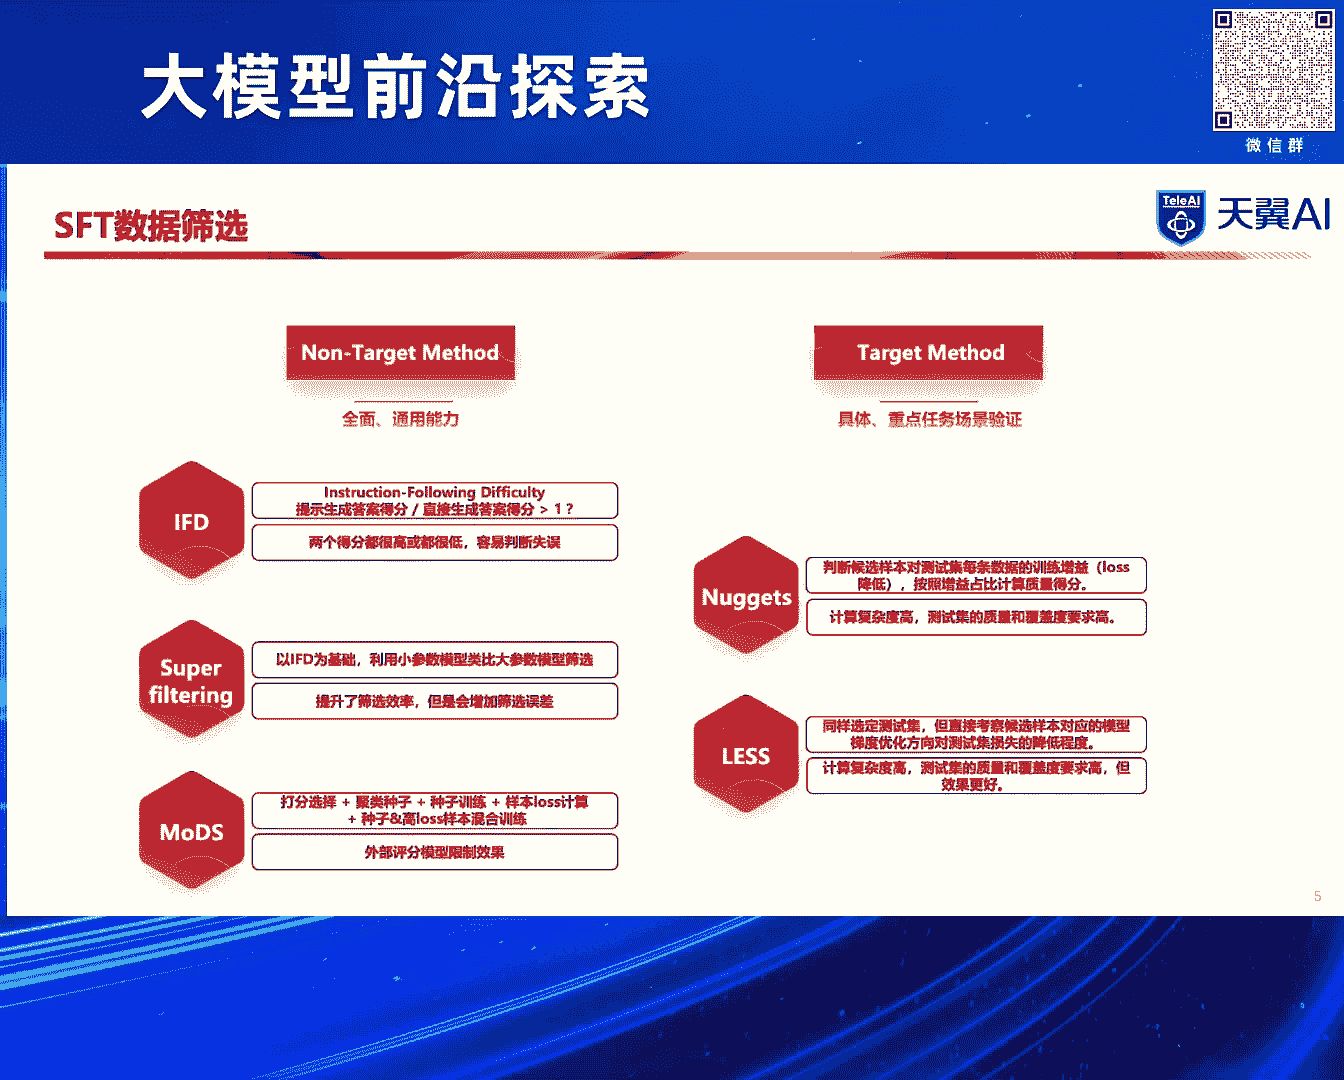 大模型前沿探索
微信群
SFT数据筛选
TeleAI
天翼AI
Non-Target Method
全面、通用能力
IFD
Instruction-Following Difficulty
提示生成答案得分 / 直接生成答案得分 > 1 ?
两个得分都很高或都很低，容易判断失误
Super
filtering
以IFD为基础，利用小参数模型类比大参数模型筛选
提升了筛选效率，但是会增加筛选误差
MoDS
打分选择 + 聚类种子 + 种子训练 + 样本loss计算
+ 种子&高loss样本混合训练
外部评分模型限制效果
Target Method
具体、重点任务场景验证
Nuggets
判断候选样本对测试集每条数据的训练增益（loss
降低），按照增益占比计算质量得分。
计算复杂度高，测试集的质量和覆盖度要求高。
LESS
同样选定测试集，但直接考察候选样本对应的模型
梯度优化方向对测试集损失的降低程度。
计算复杂度高，测试集的质量和覆盖度要求高，但
效果更好。
5